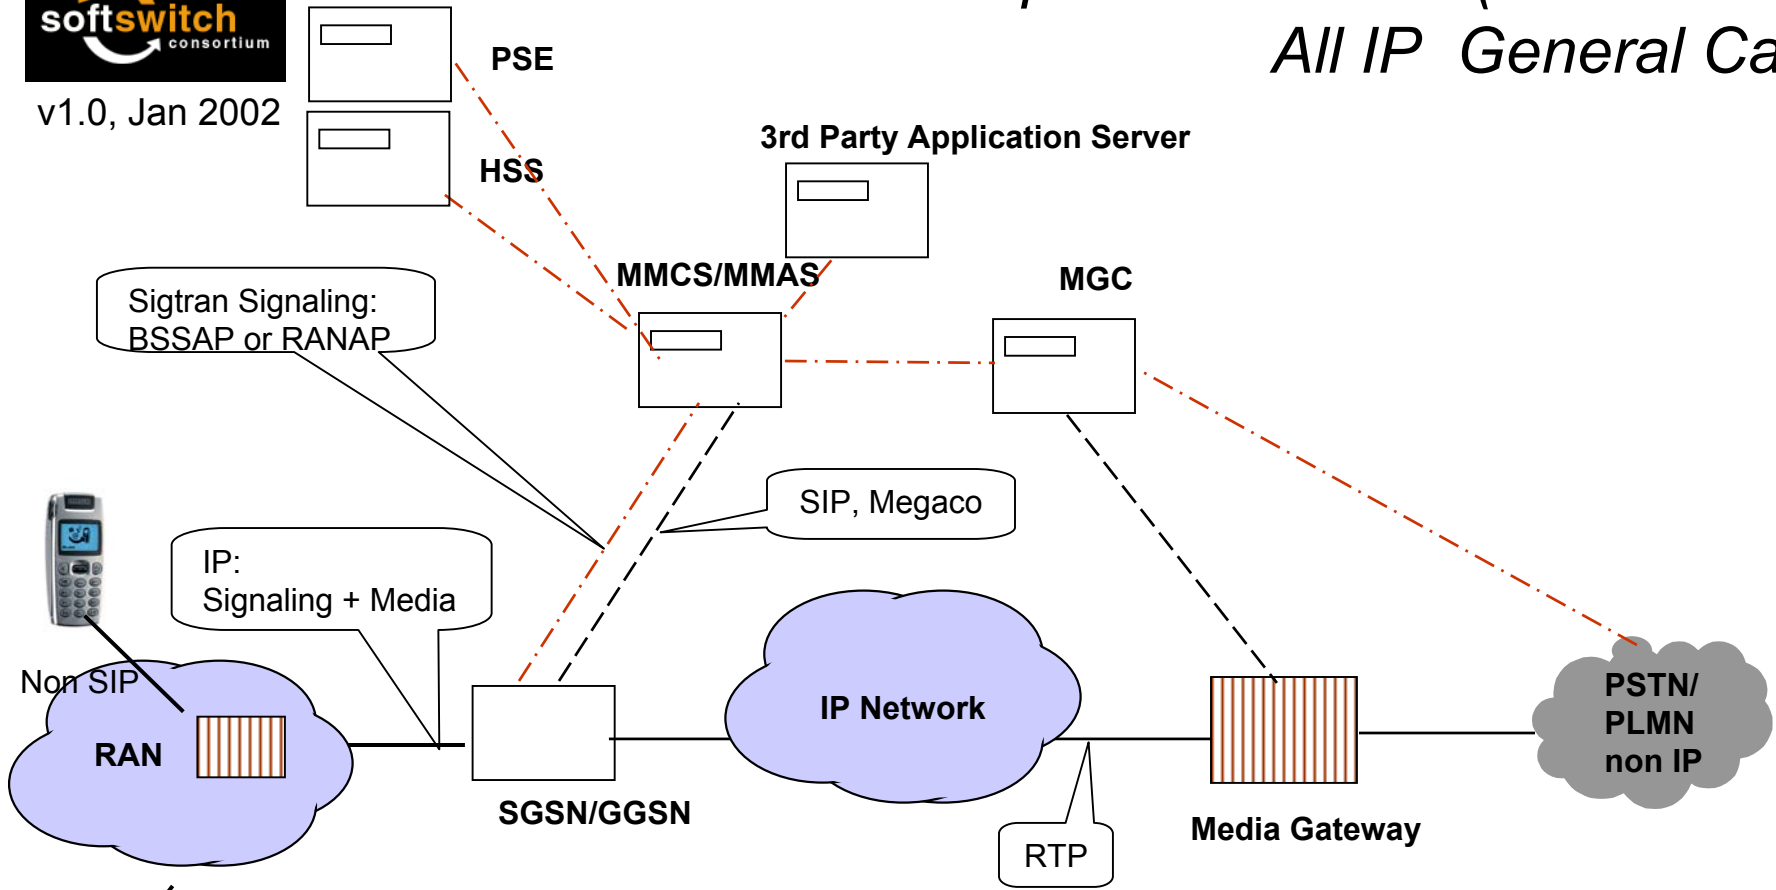 softswitch
consortium
v1.0, Jan 2002
All IP General Ca
PSE
HSS
3rd Party Application Server
MMCS/MMAS
MGC
Sigtran Signaling:
BSSAP or RANAP
SIP, Megaco
IP:
Signaling + Media
Non SIP
RAN
SGSN/GGSN
IP Network
RTP
Media Gateway
PSTN/
PLMN
non IP